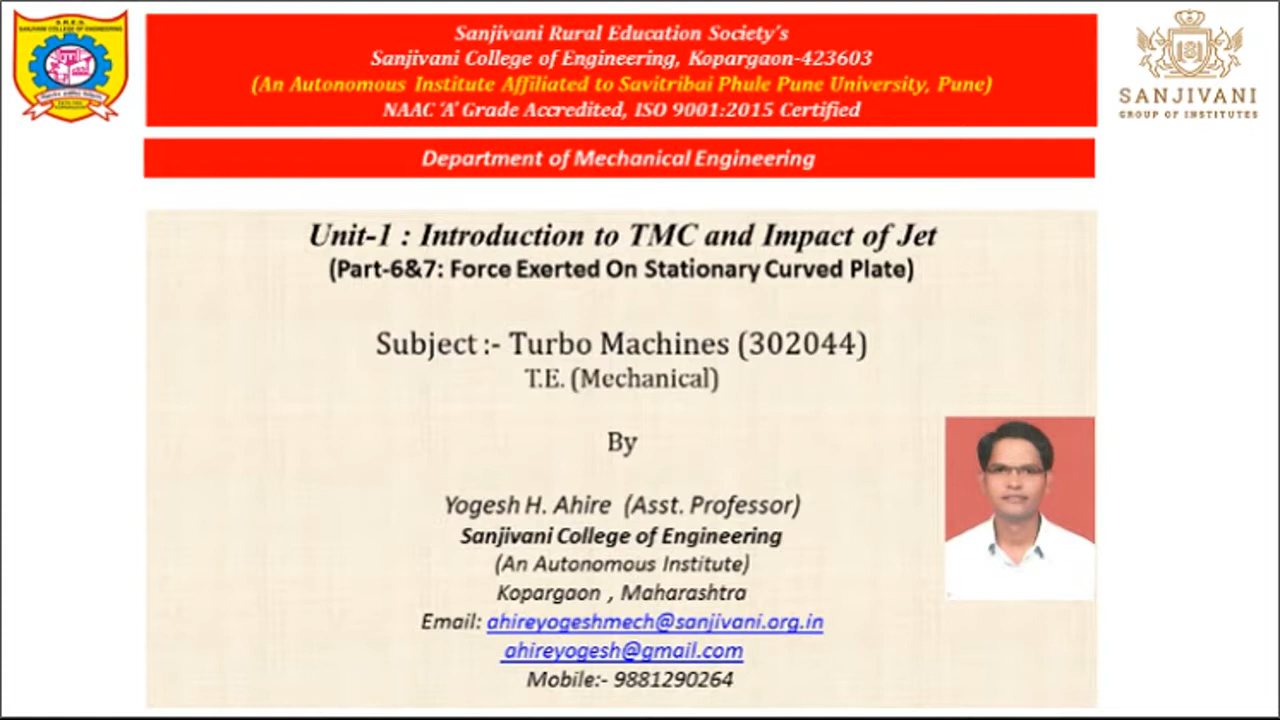 S.R.E.S.
SANJIVANI COLLEGE OF ENGINEERING
Sanjivani Rural Education Society's
Sanjivani College of Engineering, Kopargaon-423603
(An Autonomous Institute Affiliated to Savitribai Phule Pune University, Pune)
NAAC 'A' Grade Accredited, ISO 9001:2015 Certified
SANJIVANI
GROUP OF INSTITUTES
Department of Mechanical Engineering
Unit-1 : Introduction to TMC and Impact of Jet
(Part-6&7: Force Exerted On Stationary Curved Plate)
Subject :- Turbo Machines (302044)
T.E. (Mechanical)
By
Yogesh H. Ahire (Asst. Professor)
Sanjivani College of Engineering
(An Autonomous Institute)
Kopargaon , Maharashtra
Email: ahireyogeshmech@sanjivani.org.in
ahireyogesh@gmail.com
Mobile:- 9881290264